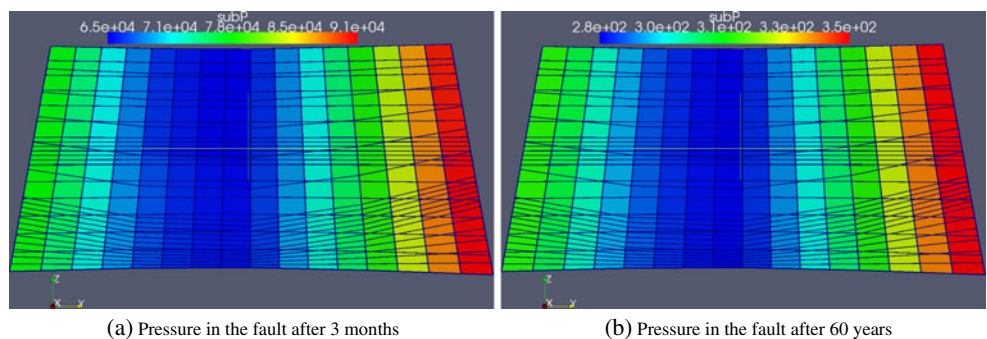 subP
6.5e+04 7.1e+04 7.8e+04 8.5e+04 9.1e+04
subP
2.8e+02 3.0e+02 3.1e+02 3.3e+02 3.5e+02
Z
X Y
Z
X Y
(a) Pressure in the fault after 3 months
(b) Pressure in the fault after 60 years